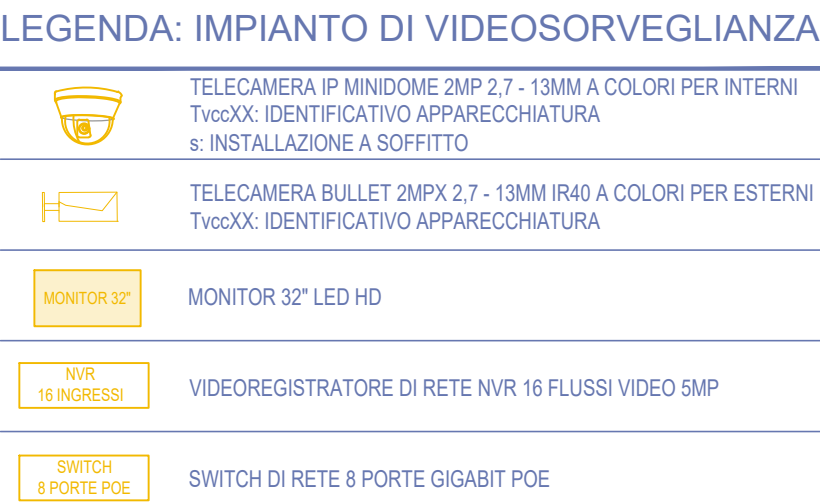 LEGENDA: IMPIANTO DI VIDEOSORVEGLIANZA
TELECAMERA IP MINIDOME 2MP 2,7 - 13MM A COLORI PER INTERNI
TvccXX: IDENTIFICATIVO APPARECCHIATURA
s: INSTALLAZIONE A SOFFITTO
TELECAMERA BULLET 2MPX 2,7 - 13MM IR40 A COLORI PER ESTERNI
TvccXX: IDENTIFICATIVO APPARECCHIATURA
MONITOR 32"
MONITOR 32" LED HD
NVR
16 INGRESSI
VIDEOREGISTRATORE DI RETE NVR 16 FLUSSI VIDEO 5MP
SWITCH
8 PORTE POE
SWITCH DI RETE 8 PORTE GIGABIT POE